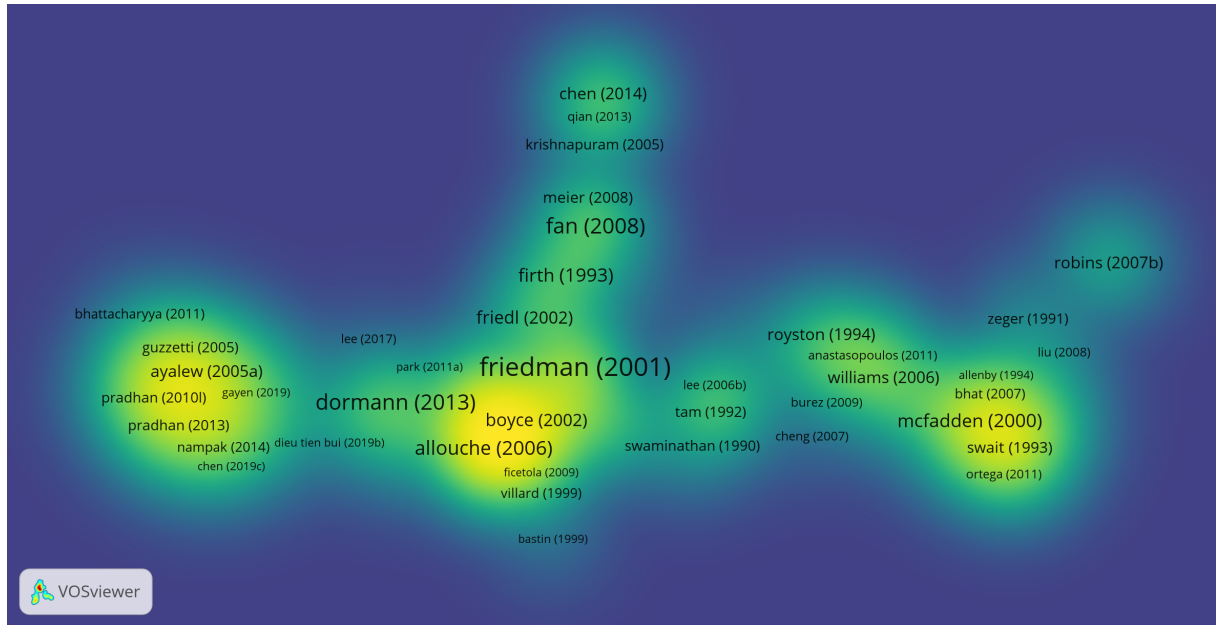 chen (2014)
qian (2013)
krishnapuram (2005)
meier (2008)
fan (2008)
robins (2007b)
firth (1993)
bhattacharyya (2011)
friedl (2002)
zeger (1991)
lee (2017)
royston (1994)
guzzetti (2005)
anastasopoulos (2011)
liu (2008)
park (2011a)
friedman (2001)
ayalew (2005a)
williams (2006)
allenby (1994)
lee (2006b)
gayen (2019)
bhat (2007)
pradhan (2010l)
dormann (2013)
burez (2009)
tam (1992)
boyce (2002)
mcfadden (2000)
pradhan (2013)
cheng (2007)
dieu tien bui (2019b)
nampak (2014)
allouche (2006)
swaminathan (1990)
swait (1993)
chen (2019c)
ficetola (2009)
ortega (2011)
villard (1999)
bastin (1999)
VOSviewer